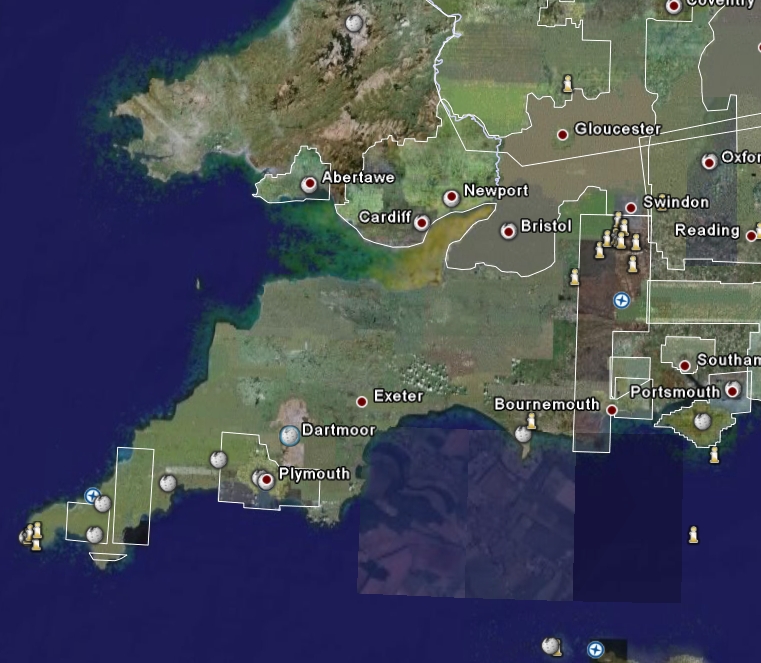 Coventry
Gloucester
Oxfor
Abertawe
Newport
Swindon
Cardiff
Bristol
Reading
Southam
Portsmouth
Exeter
Bournemouth
Dartmoor
Plymouth